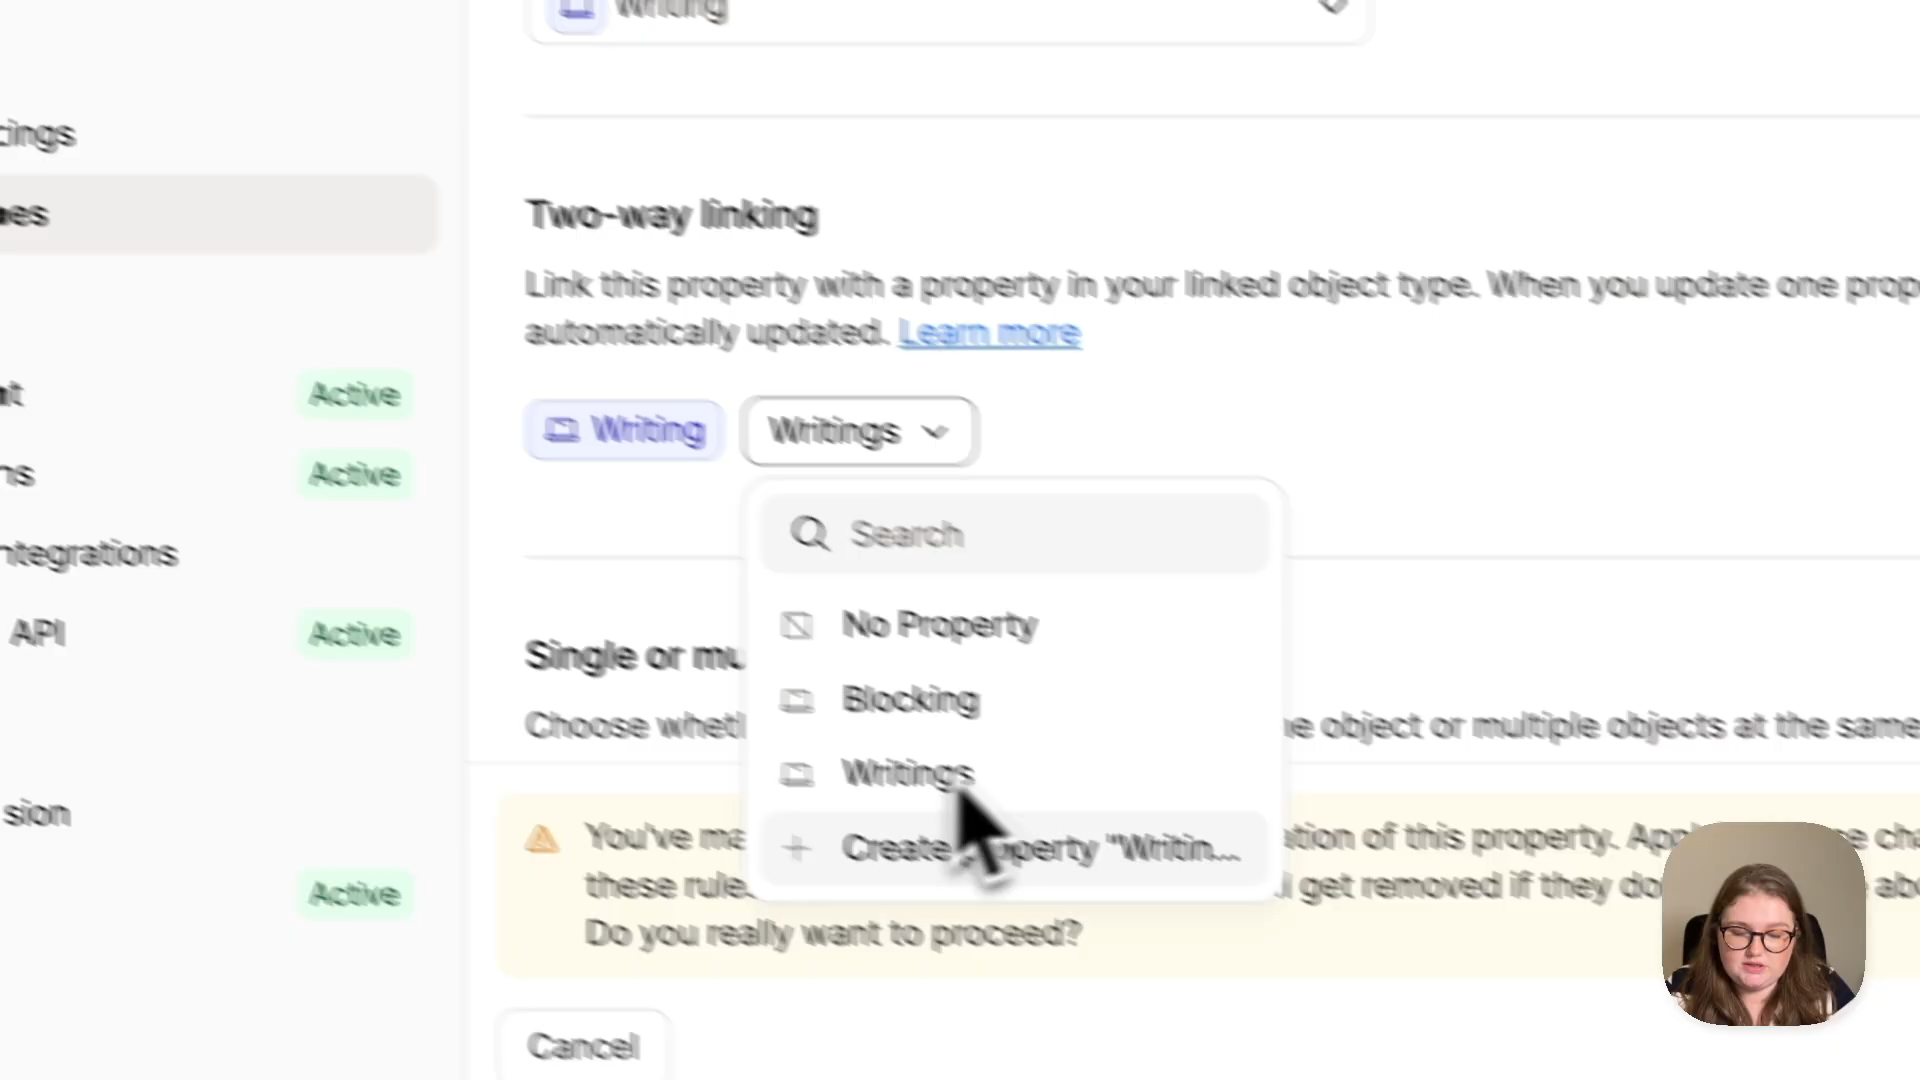 Writing
Two-way linking
Link this property with a property in your linked object type. When you update one prop
automatically updated. Learn more
Writing
Writings
Search
No Property
Blocking
Writings
Create property "Writin...
Single or mu
Choose whet
e object or multiple objects at the same
You've ma
ation of this property. App
e cha
these rule
l get removed if they do
abo
Do you really want to proceed?
Cancel
tings
Active
ns
Active
ntegrations
API
Active
sion
Active